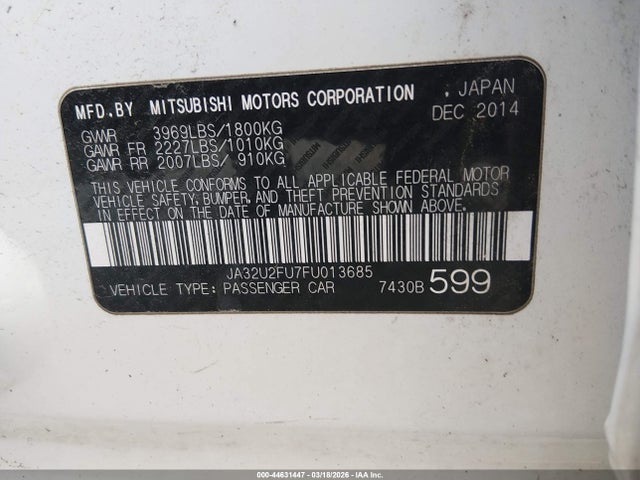 MFD.BY MITSUBISHI MOTORS CORPORATION , JAPAN
DEC 2014
GVWR 3969LBS/1800KG
GAWR FR 2227LBS/1010KG
GAWR RR 2007LBS/ 910KG
THIS VEHICLE CONFORMS TO ALL APPLICABLE FEDERAL MOTOR
VEHICLE SAFETY, BUMPER, AND THEFT PREVENTION STANDARDS
IN EFFECT ON THE DATE OF MANUFACTURE SHOWN ABOVE.
JA32U2FU7FU013685
VEHICLE TYPE: PASSENGER CAR 7430B 599
000-44631447 - 03/18/2026 - IAA Inc.